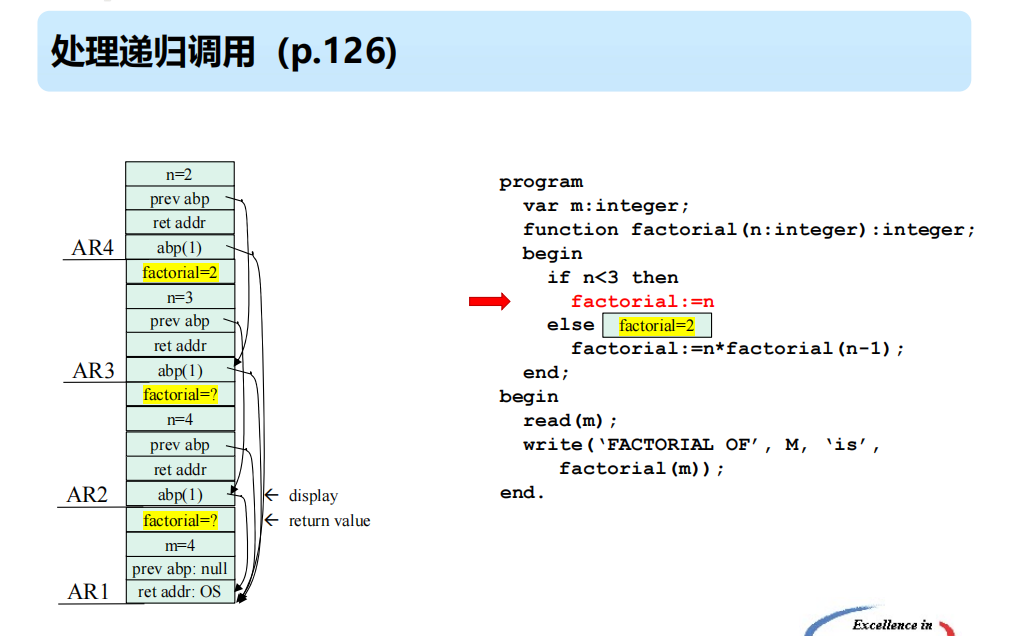 处理递归调用 (p.126)
n=2
prev abp
ret addr
AR4 abp(1)
factorial=2
n=3
prev abp
ret addr
AR3 abp(1)
factorial=?
n=4
prev abp
ret addr
AR2 abp(1) ← display
factorial=? ← return value
m=4
prev abp: null
AR1 ret addr: OS
program
var m:integer;
function factorial(n:integer):integer;
begin
if n<3 then
factorial:=n
else factorial=2
factorial:=n*factorial(n-1);
end;
begin
read(m);
write(‘FACTORIAL OF’, M, ‘is’,
factorial(m));
end.
Excellence in